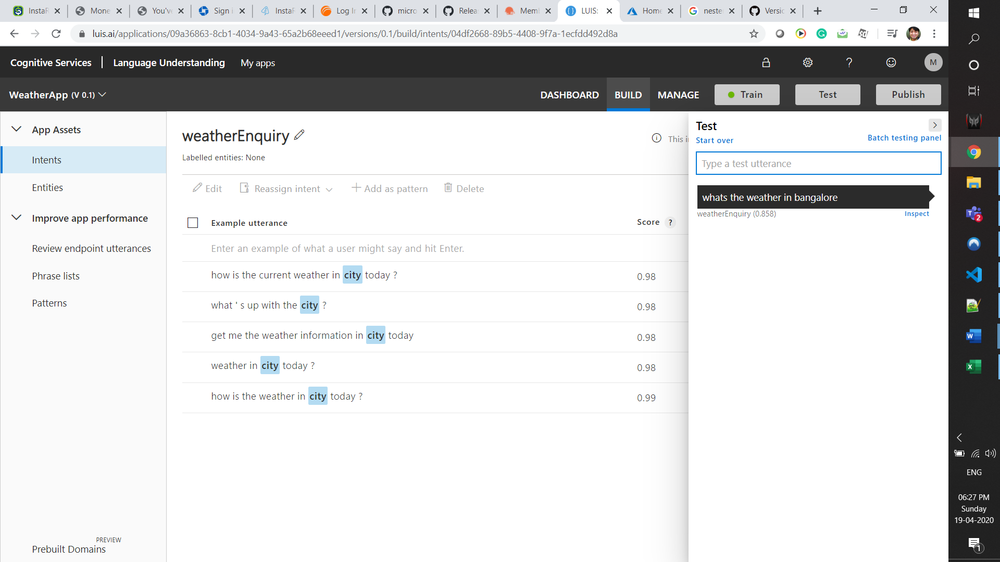 InstaR
Mone
You've
Sign i
InstaR
Log In
micro
Relea
Memb
LUIS:
Home
neste
Versio
luis.ai/applications/09a36863-8cb1-4034-9a43-65a2b68eeed1/versions/0.1/build/intents/04df2668-89b5-4408-9f7a-1ecfdd492d8a
Cognitive Services
Language Understanding
My apps
M
WeatherApp (V 0.1)
DASHBOARD
BUILD
MANAGE
Train
Test
Publish
App Assets
Intents
Entities
Improve app performance
Review endpoint utterances
Phrase lists
Patterns
PREVIEW
Prebuilt Domains
weatherEnquiry
This i
Labelled entities: None
Edit
Reassign intent
Add as pattern
Delete
Example utterance
Score ?
Enter an example of what a user might say and hit Enter.
how is the current weather in city today ?
0.98
what ' s up with the city ?
0.98
get me the weather information in city today
0.98
weather in city today ?
0.98
how is the weather in city today ?
0.99
Test
Start over
Batch testing panel
Type a test utterance
whats the weather in bangalore
weatherEnquiry (0.858)
Inspect
2
ENG
06:27 PM
Sunday
19-04-2020
1